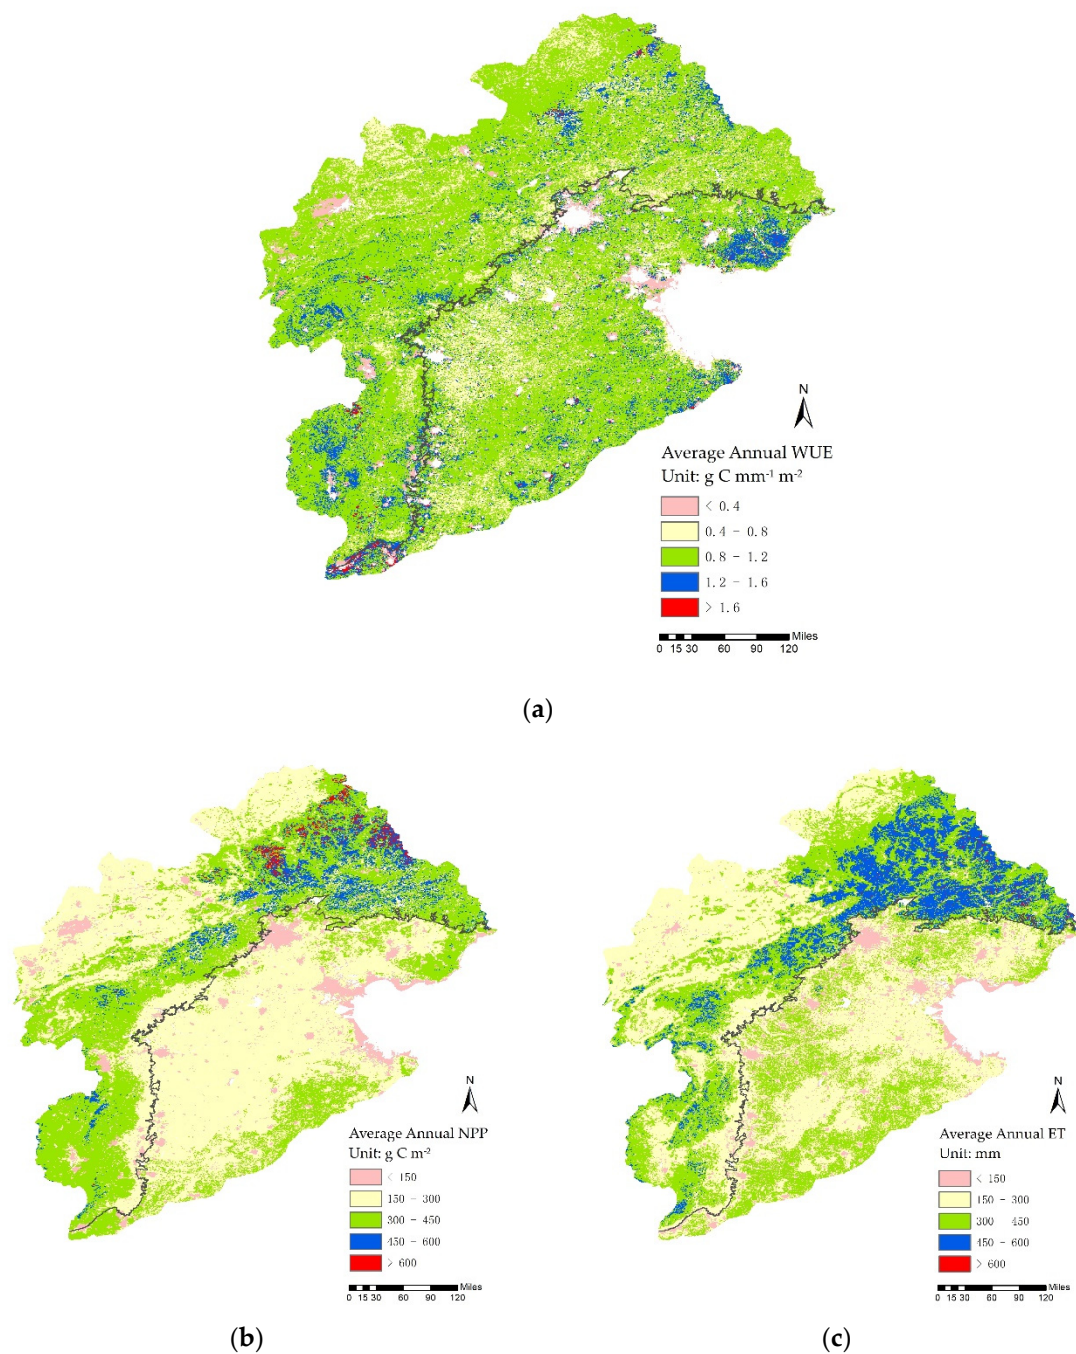 N
Average Annual WUE
Unit: g C mm⁻¹ m⁻²
< 0.4
0.4 - 0.8
0.8 - 1.2
1.2 - 1.6
> 1.6
Miles
0 15 30 60 90 120
(a)
N
Average Annual NPP
Unit: g C m⁻²
< 150
150 - 300
300 - 450
450 - 600
> 600
Miles
0 15 30 60 90 120
(b)
N
Average Annual ET
Unit: mm
< 150
150 - 300
300 450
450 - 600
> 600
Miles
0 15 30 60 90 120
(c)